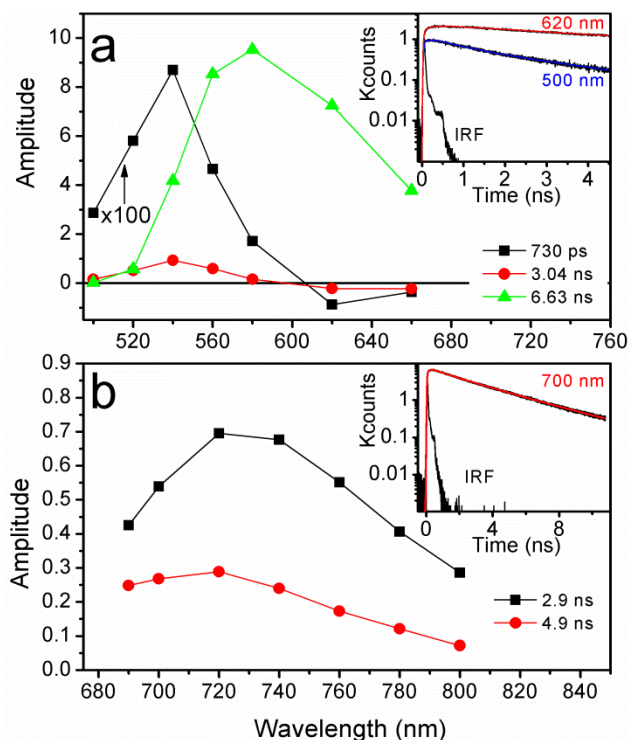 a
Amplitude
10
8
6
4
2
0
x100
520 560 600 640 680 720 760
730 ps
3.04 ns
6.63 ns
Kcounts
1
0.1
0.01
620 nm
500 nm
IRF
0 1 2 3 4
Time (ns)
b
Amplitude
0.9
0.8
0.7
0.6
0.5
0.4
0.3
0.2
0.1
0.0
680 700 720 740 760 780 800 820 840
Wavelength (nm)
2.9 ns
4.9 ns
Kcounts
1
0.1
0.01
700 nm
IRF
0 4 8
Time (ns)